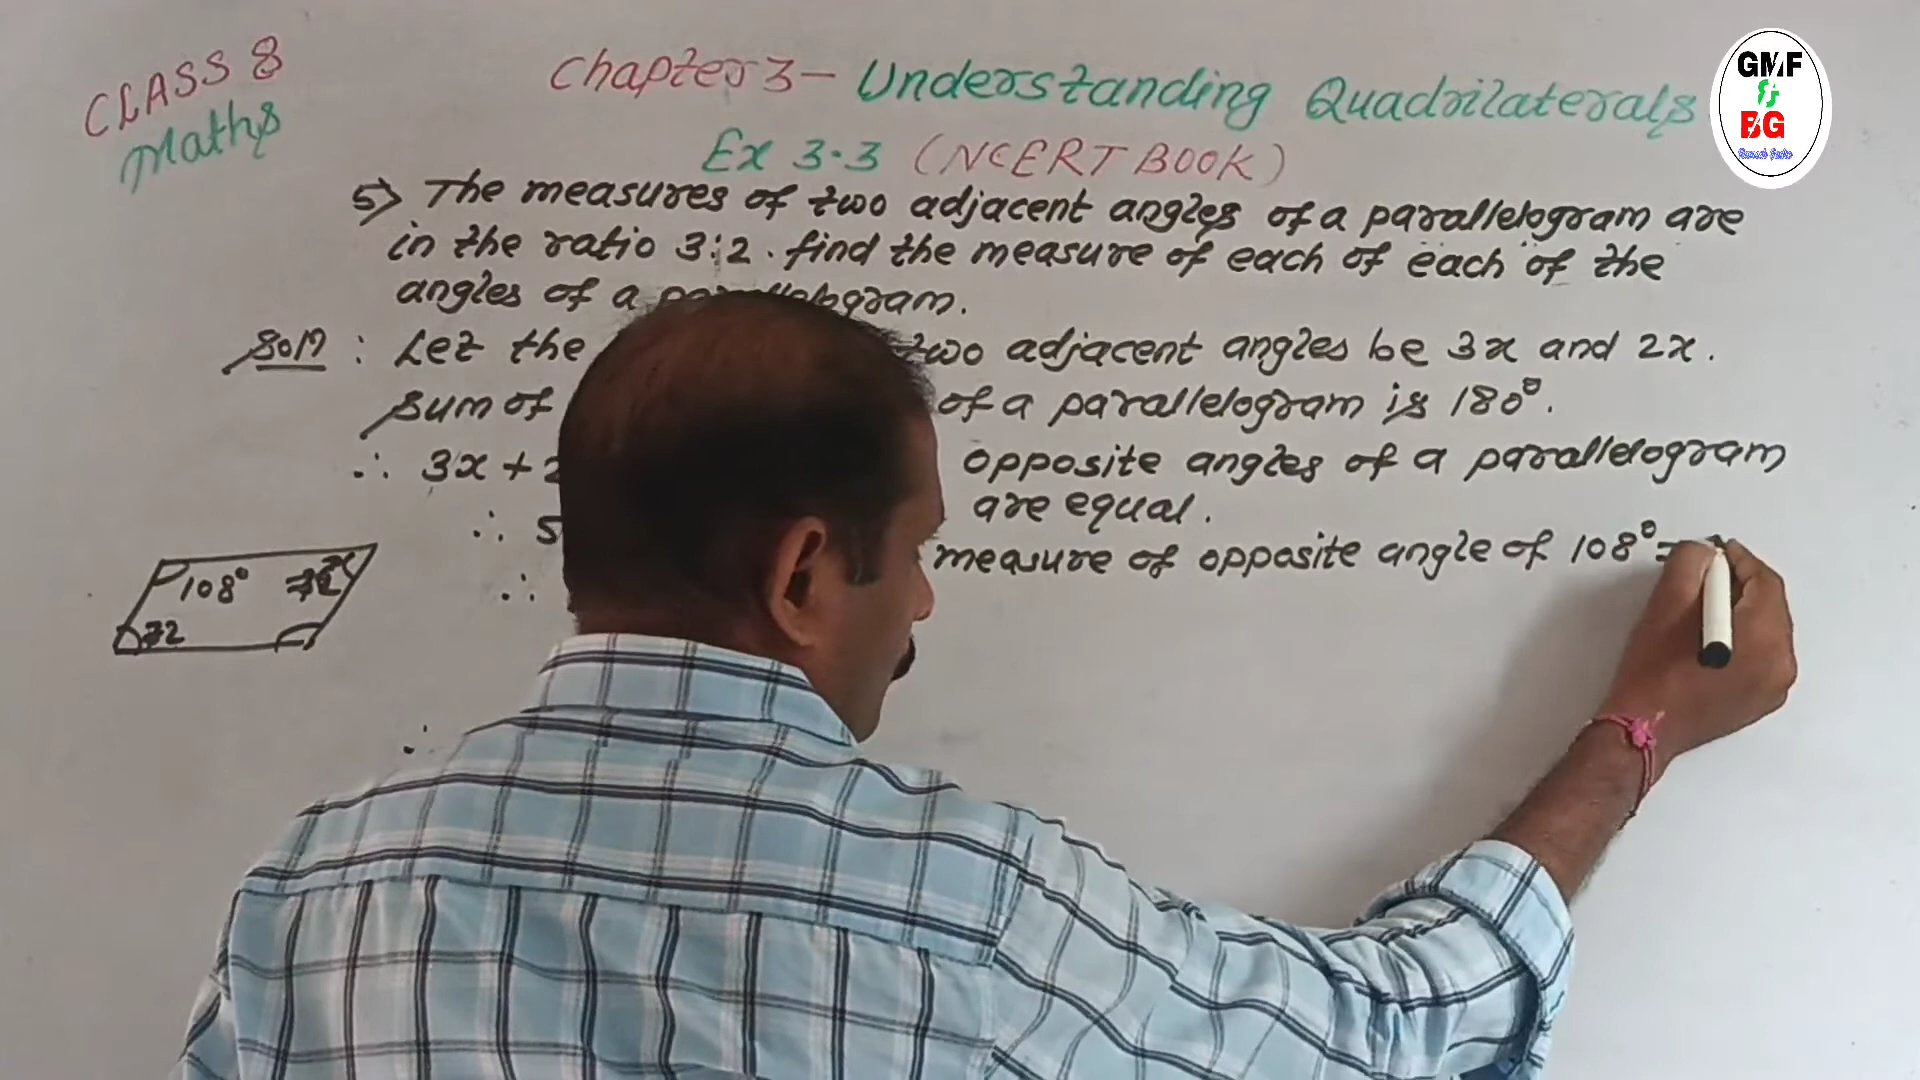 CLASS 8
Maths
Chapter 3 - Understanding Quadrilaterals
Ex 3.3 (NCERT BOOK)
GMF
BG
5> The measures of two adjacent angles of a parallelogram are
in the ratio 3:2. find the measure of each of each of the
angles of a parallelogram.
Soln : Let the two adjacent angles be 3x and 2x.
Sum of of a parallelogram is 180°.
∴ 3x + 2
∴ 5
∴
opposite angles of a parallelogram
are equal.
measure of opposite angle of 108° =
108°
72
∴